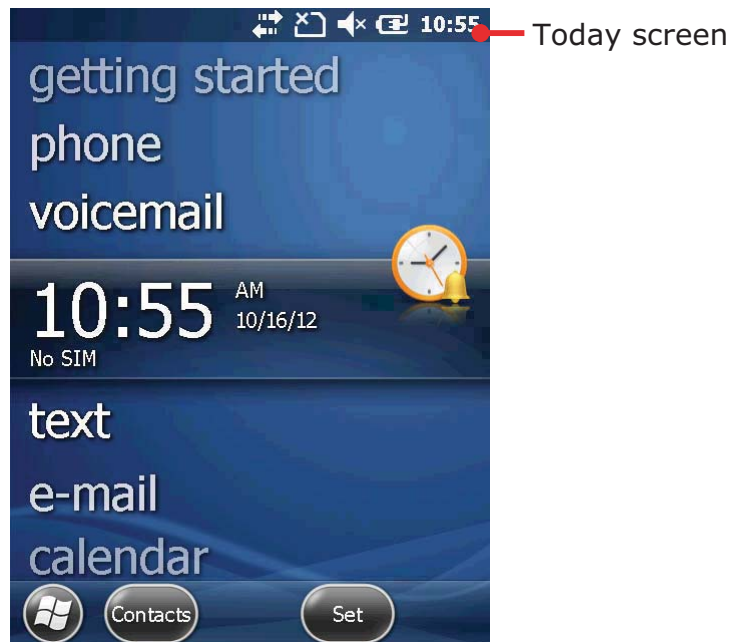 10:55
Today screen
getting started
phone
voicemail
10:55 AM
10/16/12
No SIM
text
e-mail
calendar
Contacts
Set